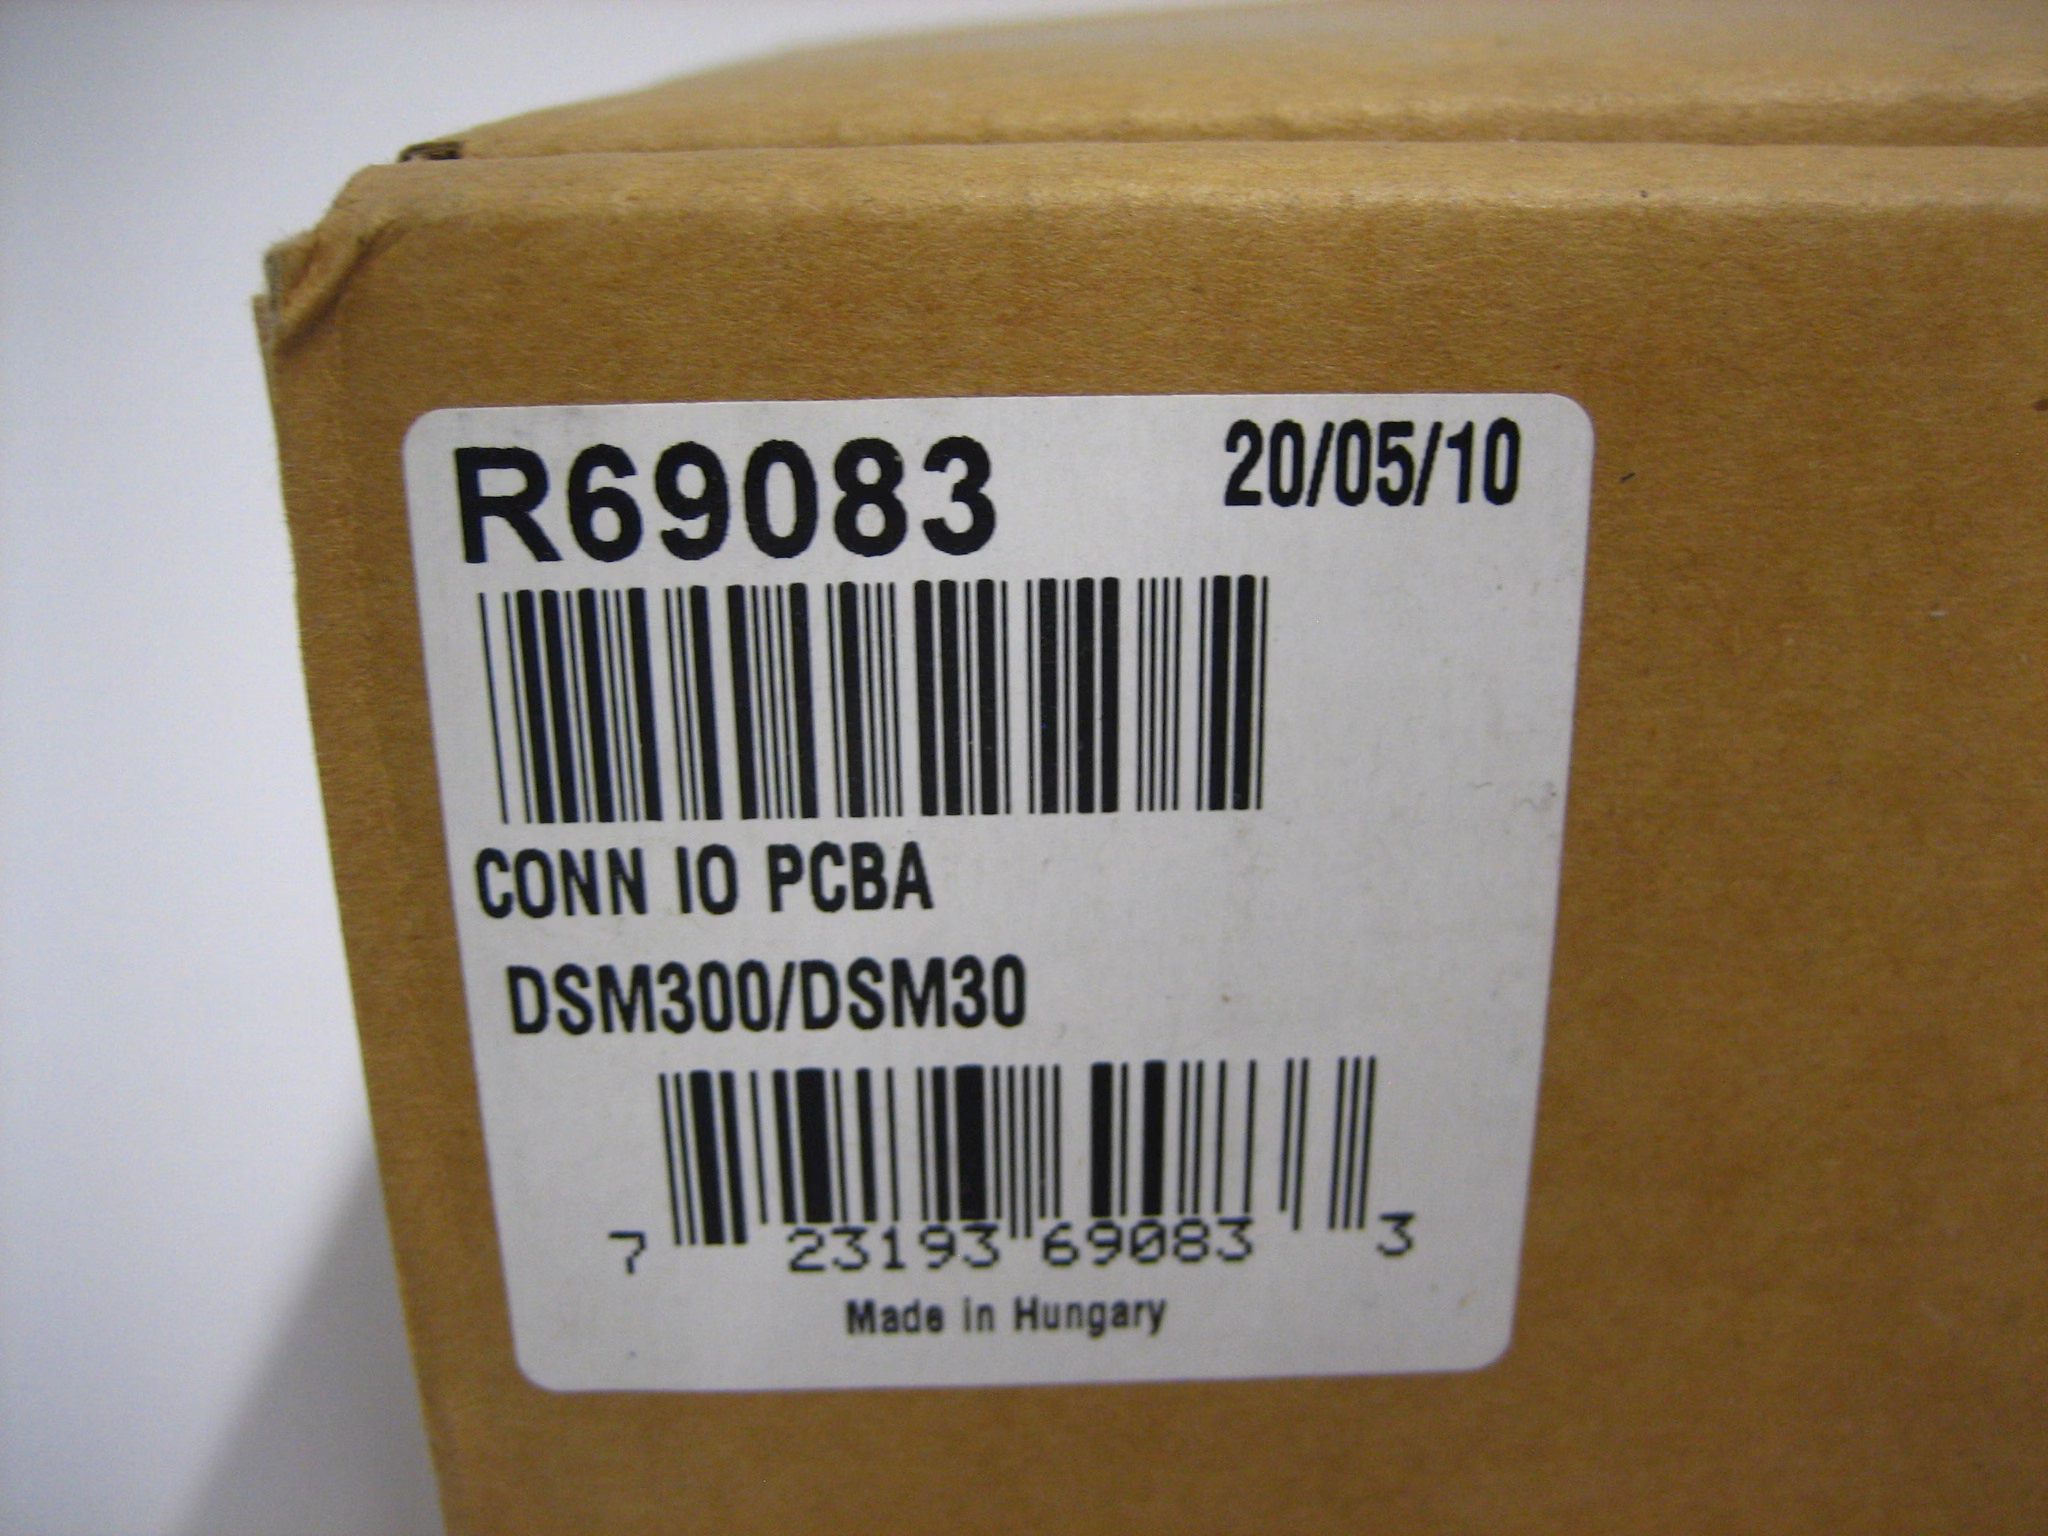 R69083 20/05/10
CONN IO PCBA
DSM300/DSM30
7 23193 69083 3
Made in Hungary